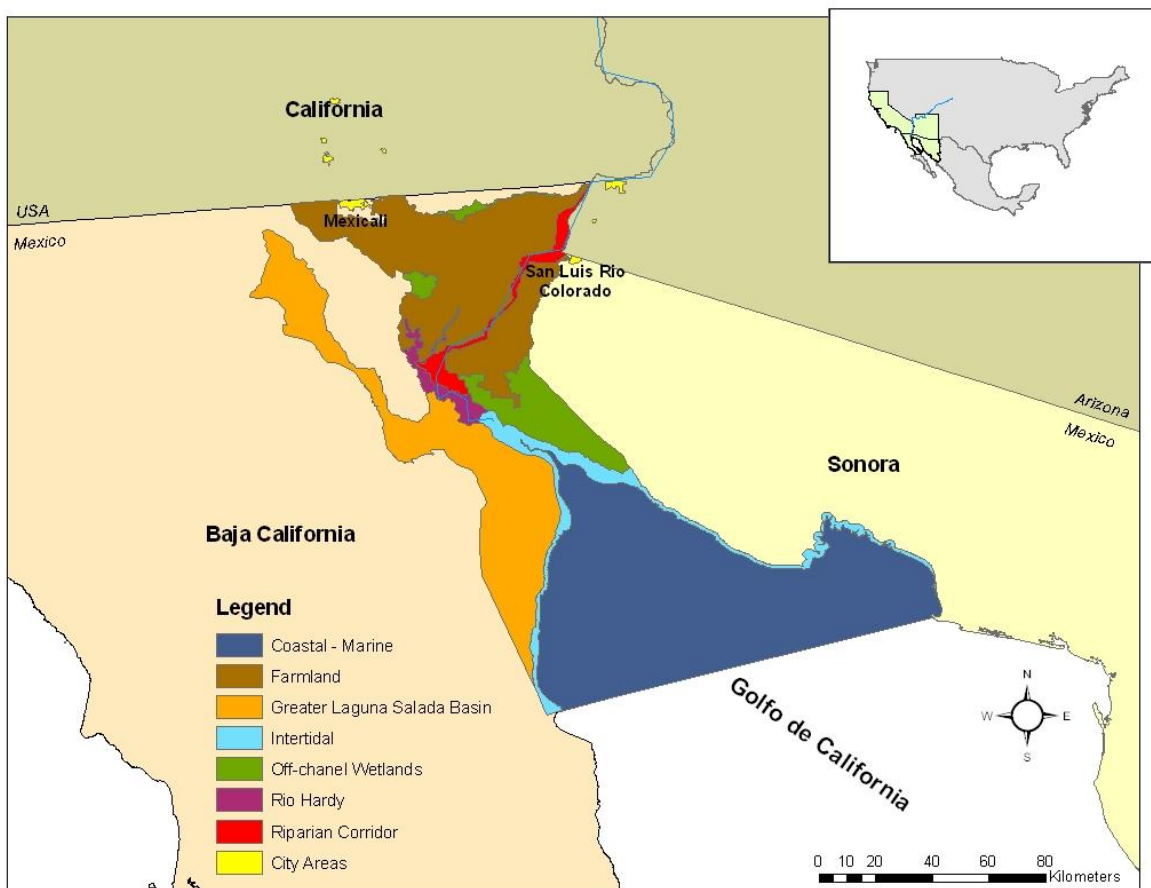 California
USA
Mexico
Mexicali
San Luis Rio
Colorado
Arizona
Mexico
Sonora
Baja California
Legend
Coastal - Marine
Farmland
Greater Laguna Salada Basin
Intertidal
Off-chanel Wetlands
Rio Hardy
Riparian Corridor
City Areas
Golfo de California
N
W
E
S
0 10 20 40 60 80
Kilometers